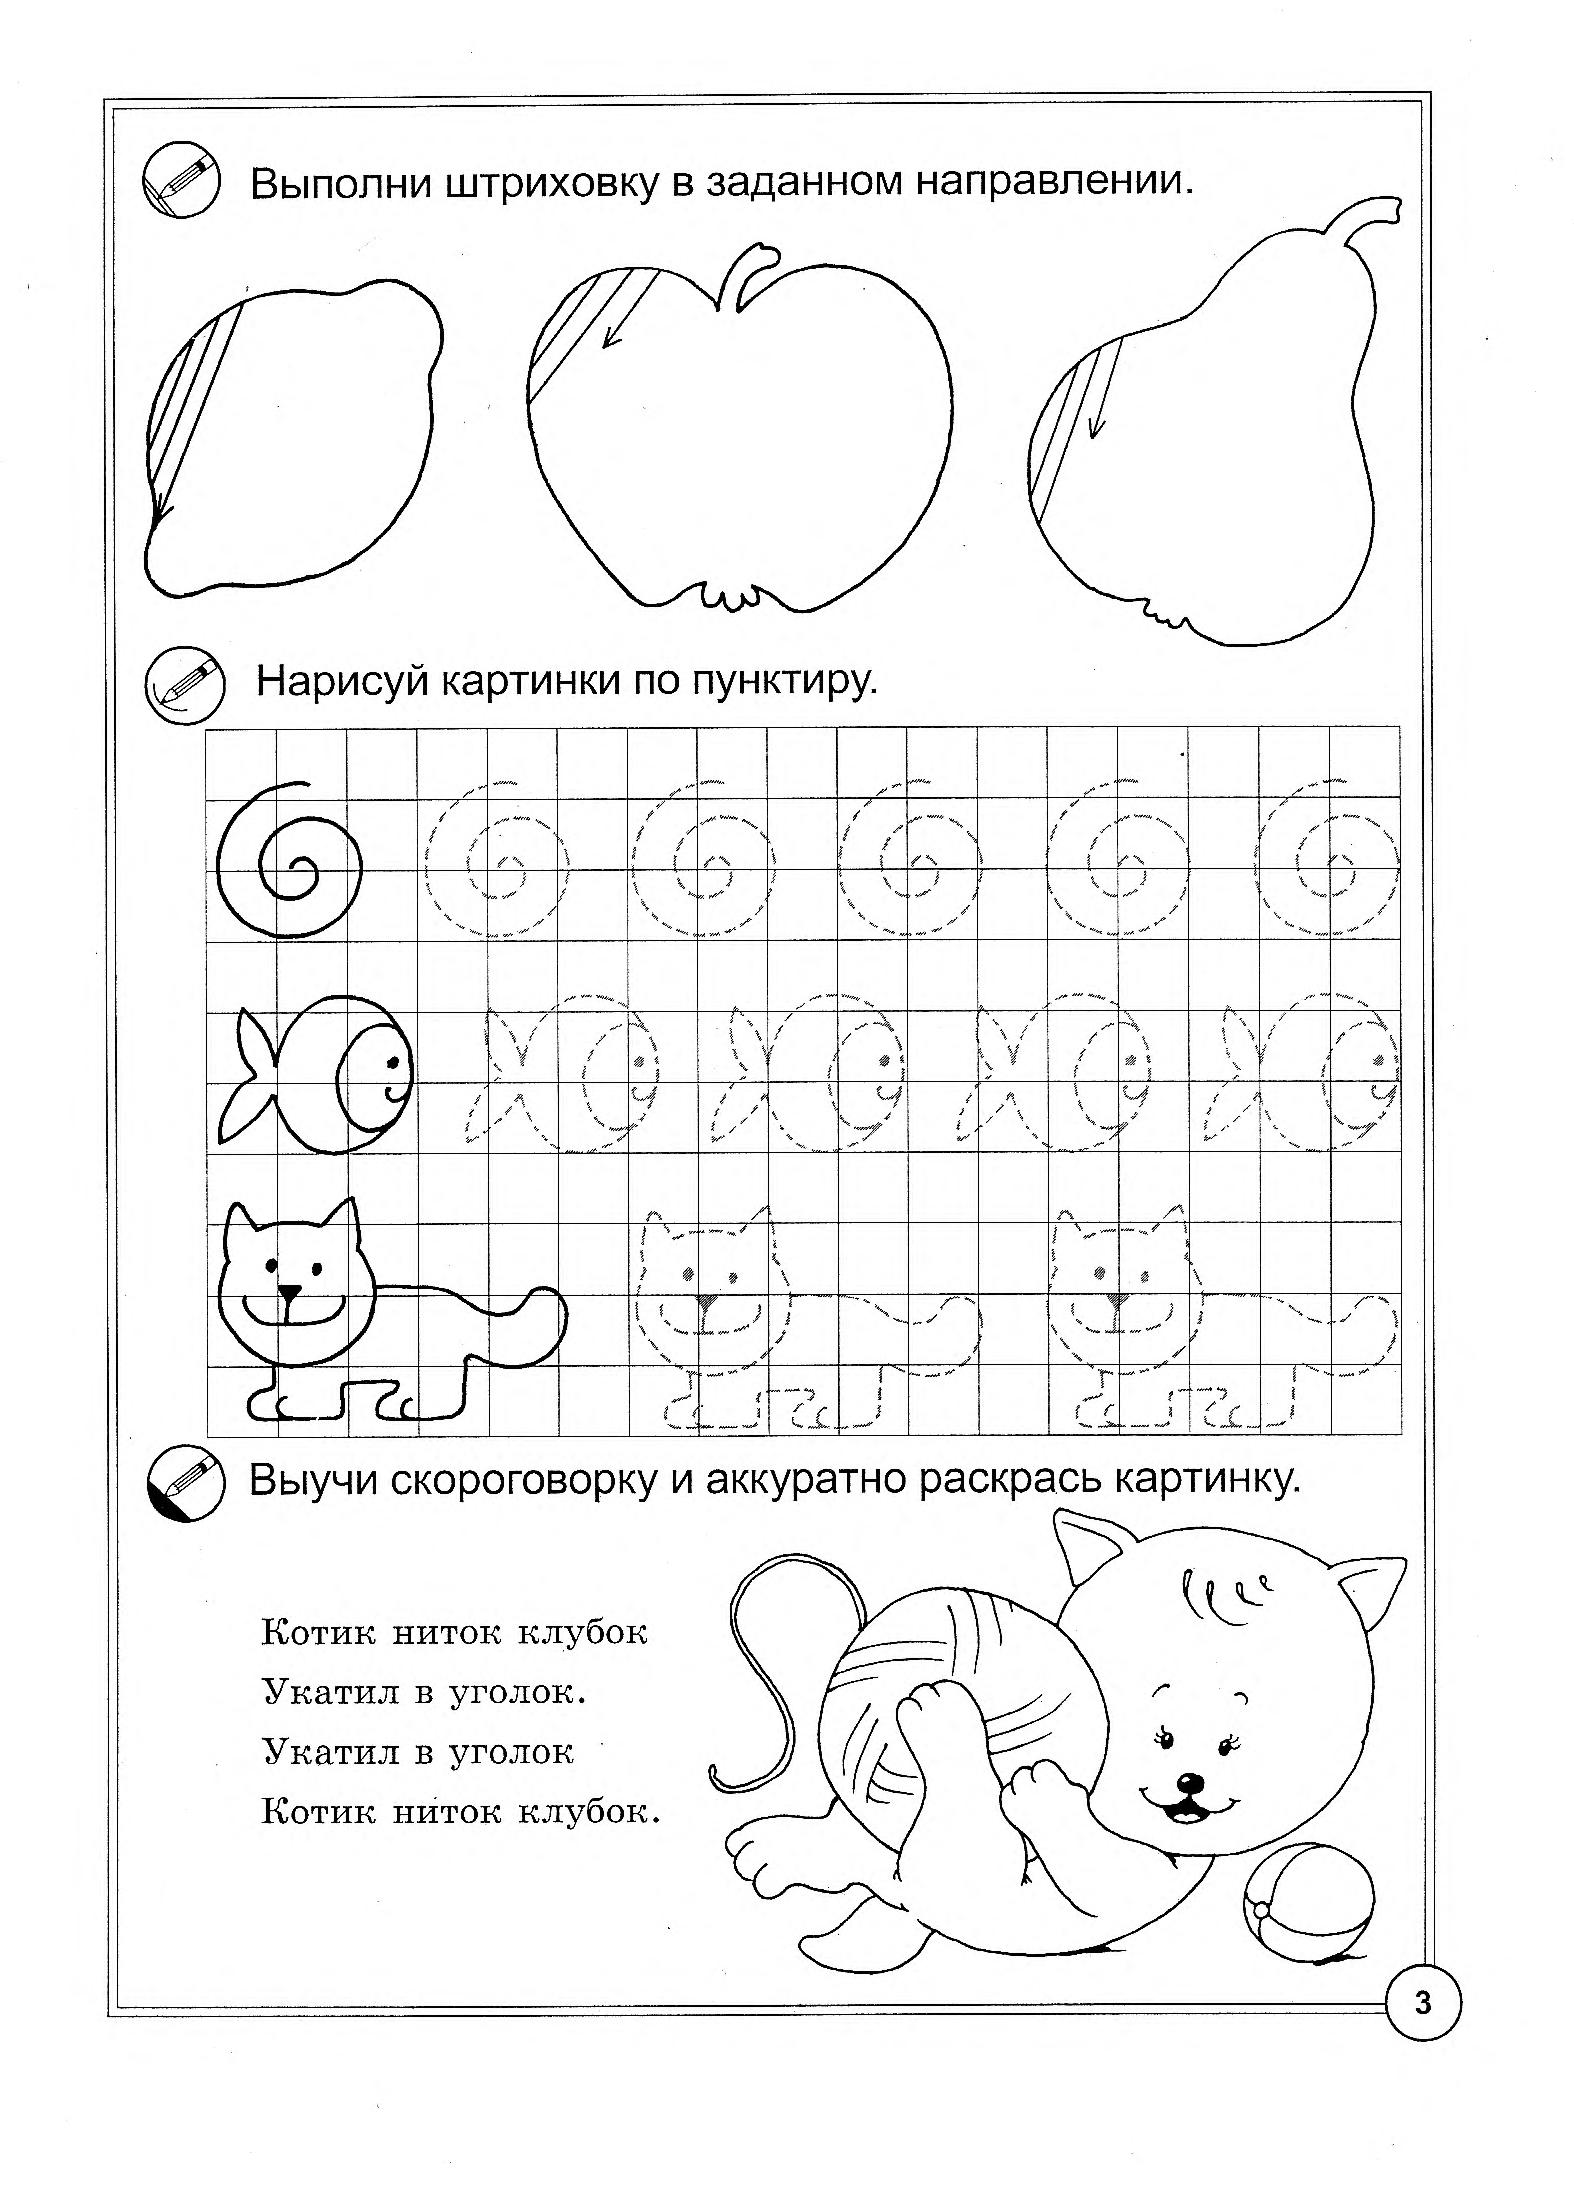 Выполни штриховку в заданном направлении.
Нарисуй картинки по пунктиру.
Выучи скороговорку и аккуратно раскрась картинку.
Котик ниток клубок
Укатил в уголок.
Укатил в уголок
Котик ниток клубок.
3